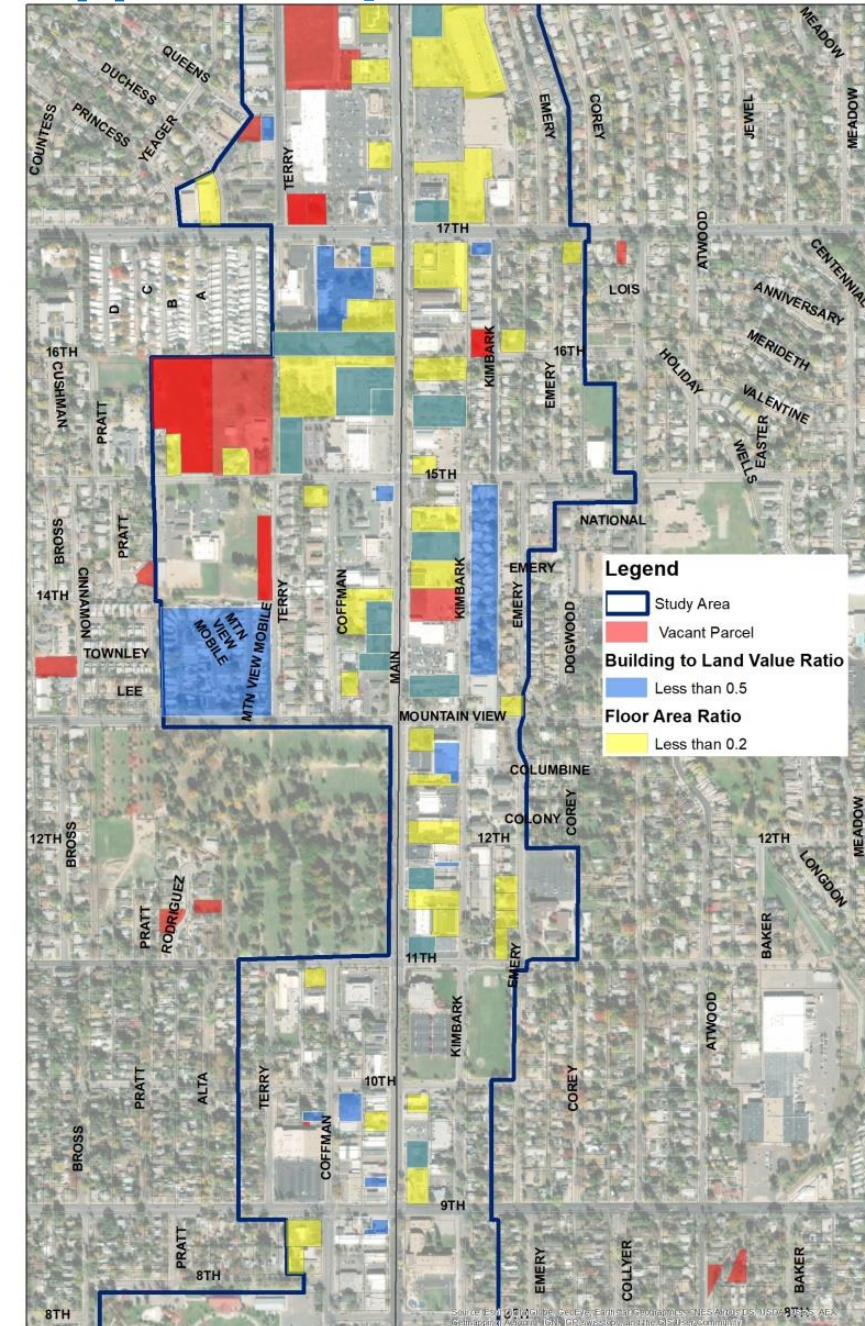 MEADOW
QUEENS
DUCHESS
PRINCESS
COUNTESS
YEAGER
TERRY
EMERY
COREY
JEWEL
MEADOW
17TH
ATWOOD
CENTENNIAL
D
C
B
A
LOIS
ANNIVERSARY
MERIDETH
16TH
KIMBARK
16TH
HOLIDAY
CUSHMAN
PRATT
EMERY
VALENTINE
EASTER
WELLS
15TH
BROSS
PRATT
NATIONAL
CINNAMON
14TH
TERRY
COFFMAN
KIMBARK
EMERY
EMERY
DOGWOOD
MTN
VIEW
MOBILE
MTN VIEW MOBILE
TOWNLEY
LEE
MAIN
MOUNTAIN VIEW
Legend
Study Area
Vacant Parcel
Building to Land Value Ratio
Less than 0.5
Floor Area Ratio
Less than 0.2
COLUMBINE
COLONY
COREY
12TH
BROSS
12TH
12TH
MEADOW
LONGDON
PRATT
RODRIGUEZ
BAKER
11TH
EMERY
KIMBARK
ATWOOD
PRATT
ALTA
TERRY
10TH
COREY
BROSS
COFFMAN
9TH
PRATT
8TH
EMERY
COLLYER
BAKER
8TH
8TH